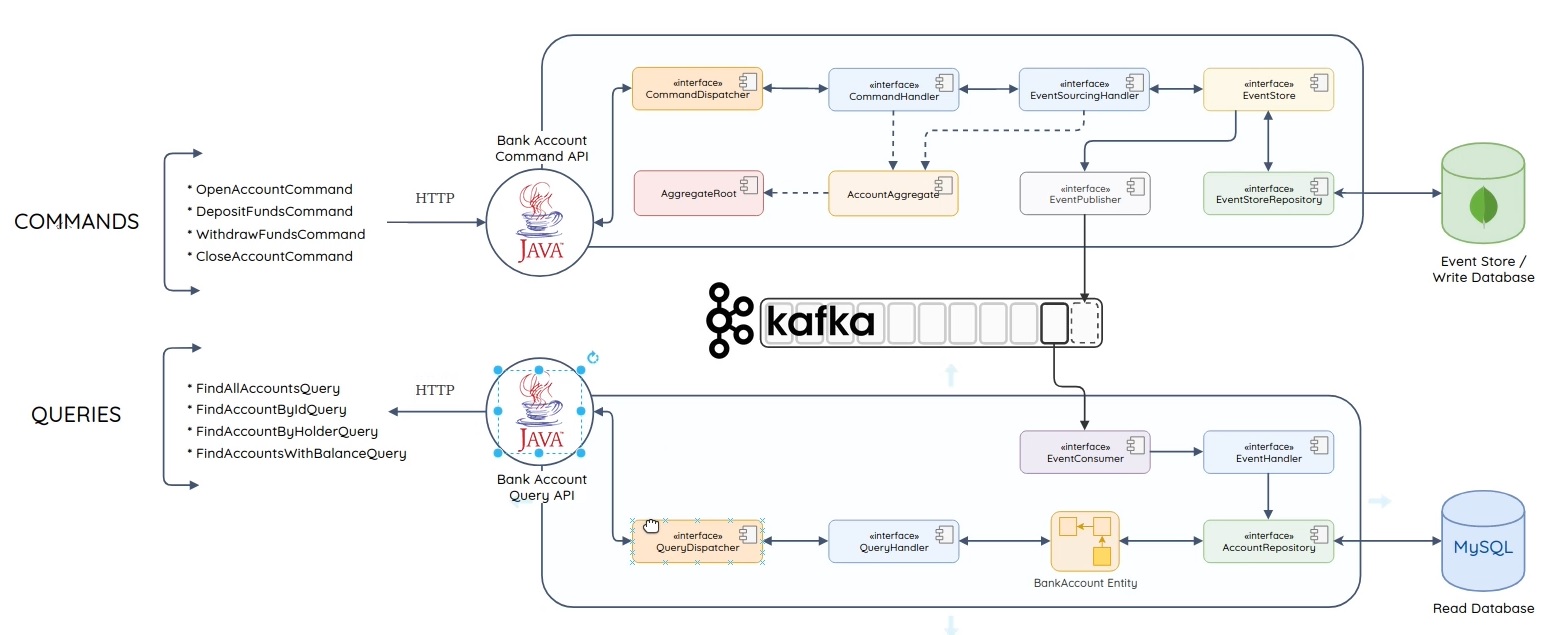 «interface»
CommandDispatcher
«interface»
CommandHandler
«interface»
EventSourcingHandler
«interface»
EventStore
Bank Account
Command API
COMMANDS
* OpenAccountCommand
* DepositFundsCommand
* WithdrawFundsCommand
* CloseAccountCommand
HTTP
JAVA™
AggregateRoot
AccountAggregate
«interface»
EventPublisher
«interface»
EventStoreRepository
Event Store /
Write Database
kafka
QUERIES
* FindAllAccountsQuery
* FindAccountByIdQuery
* FindAccountByHolderQuery
* FindAccountsWithBalanceQuery
HTTP
JAVA™
Bank Account
Query API
«interface»
EventConsumer
«interface»
EventHandler
«interface»
QueryDispatcher
«interface»
QueryHandler
BankAccount Entity
«interface»
AccountRepository
MySQL
Read Database